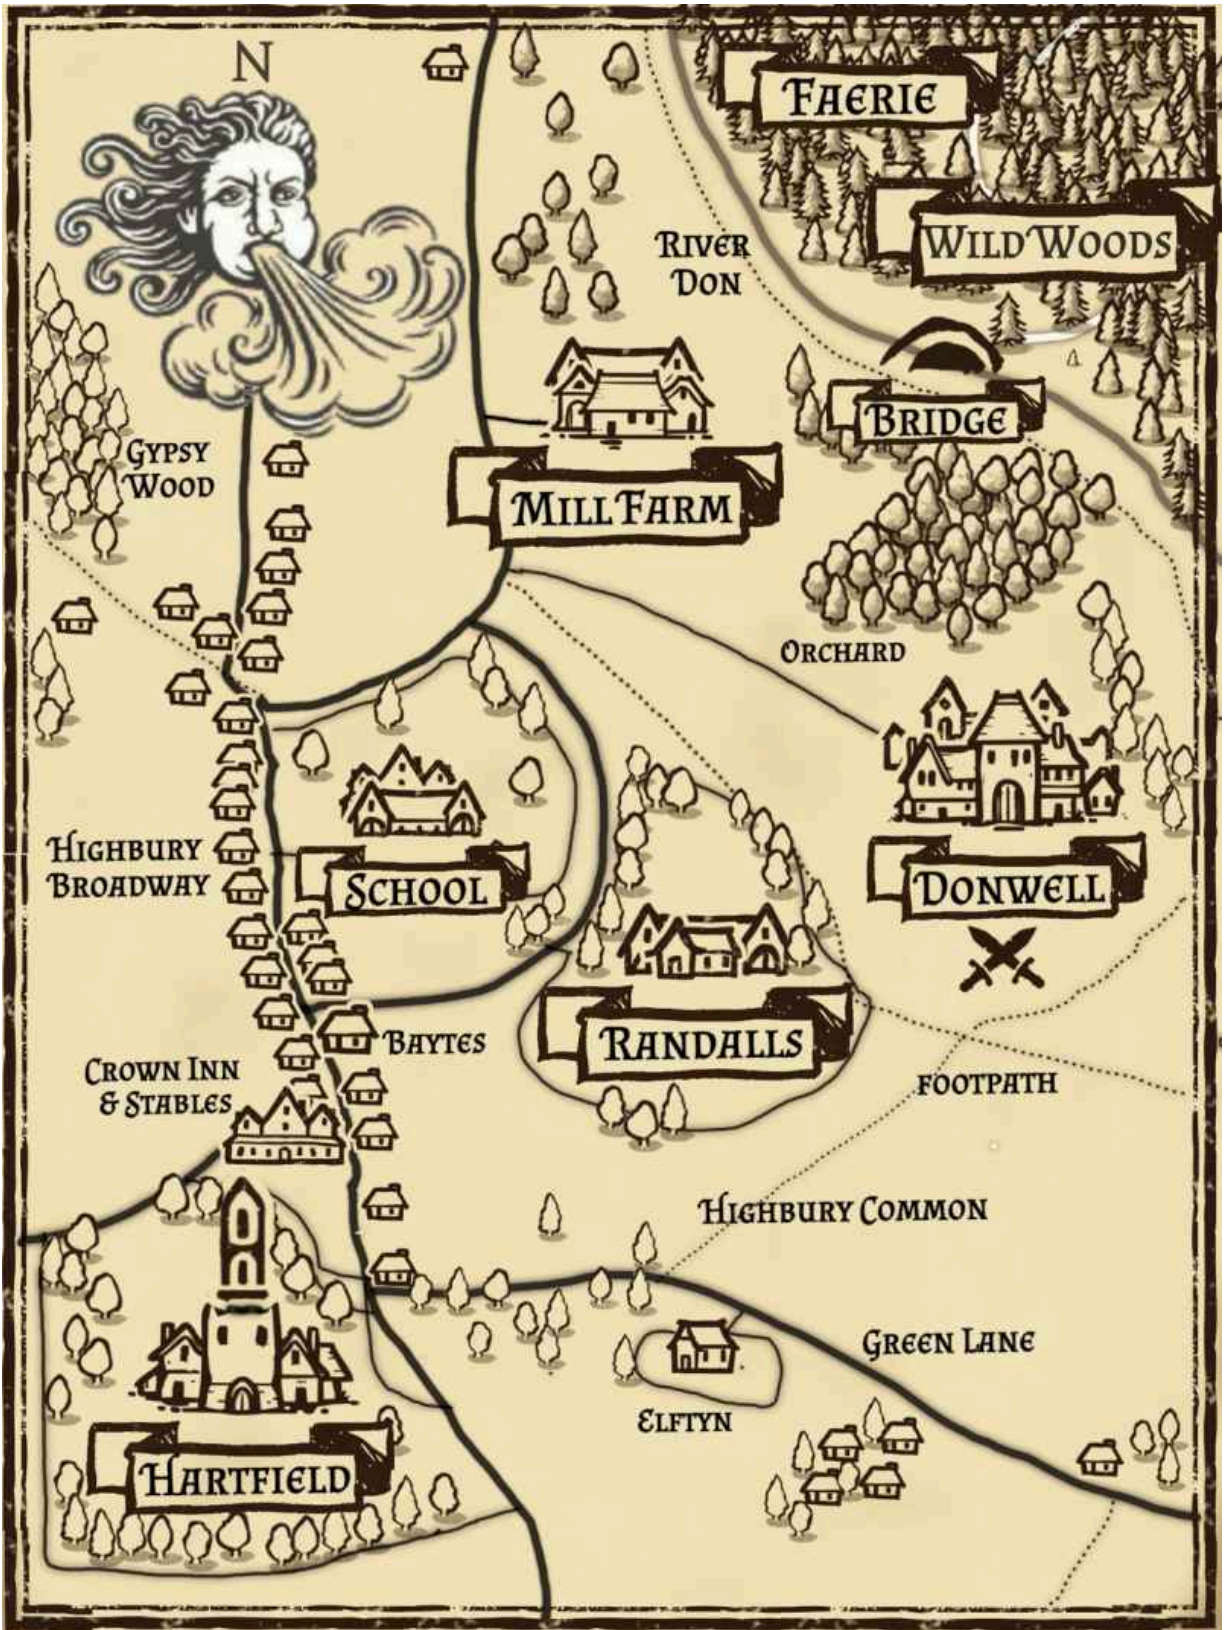 N
FAERIE
WILD WOODS
RIVER
DON
BRIDGE
GYPSY
WOOD
MILL FARM
ORCHARD
HIGHBURY
BROADWAY
SCHOOL
DONWELL
RANDALLS
BAYTES
CROWN INN
& STABLES
FOOTPATH
HIGHBURY COMMON
GREEN LANE
ELFTYN
HARTFIELD